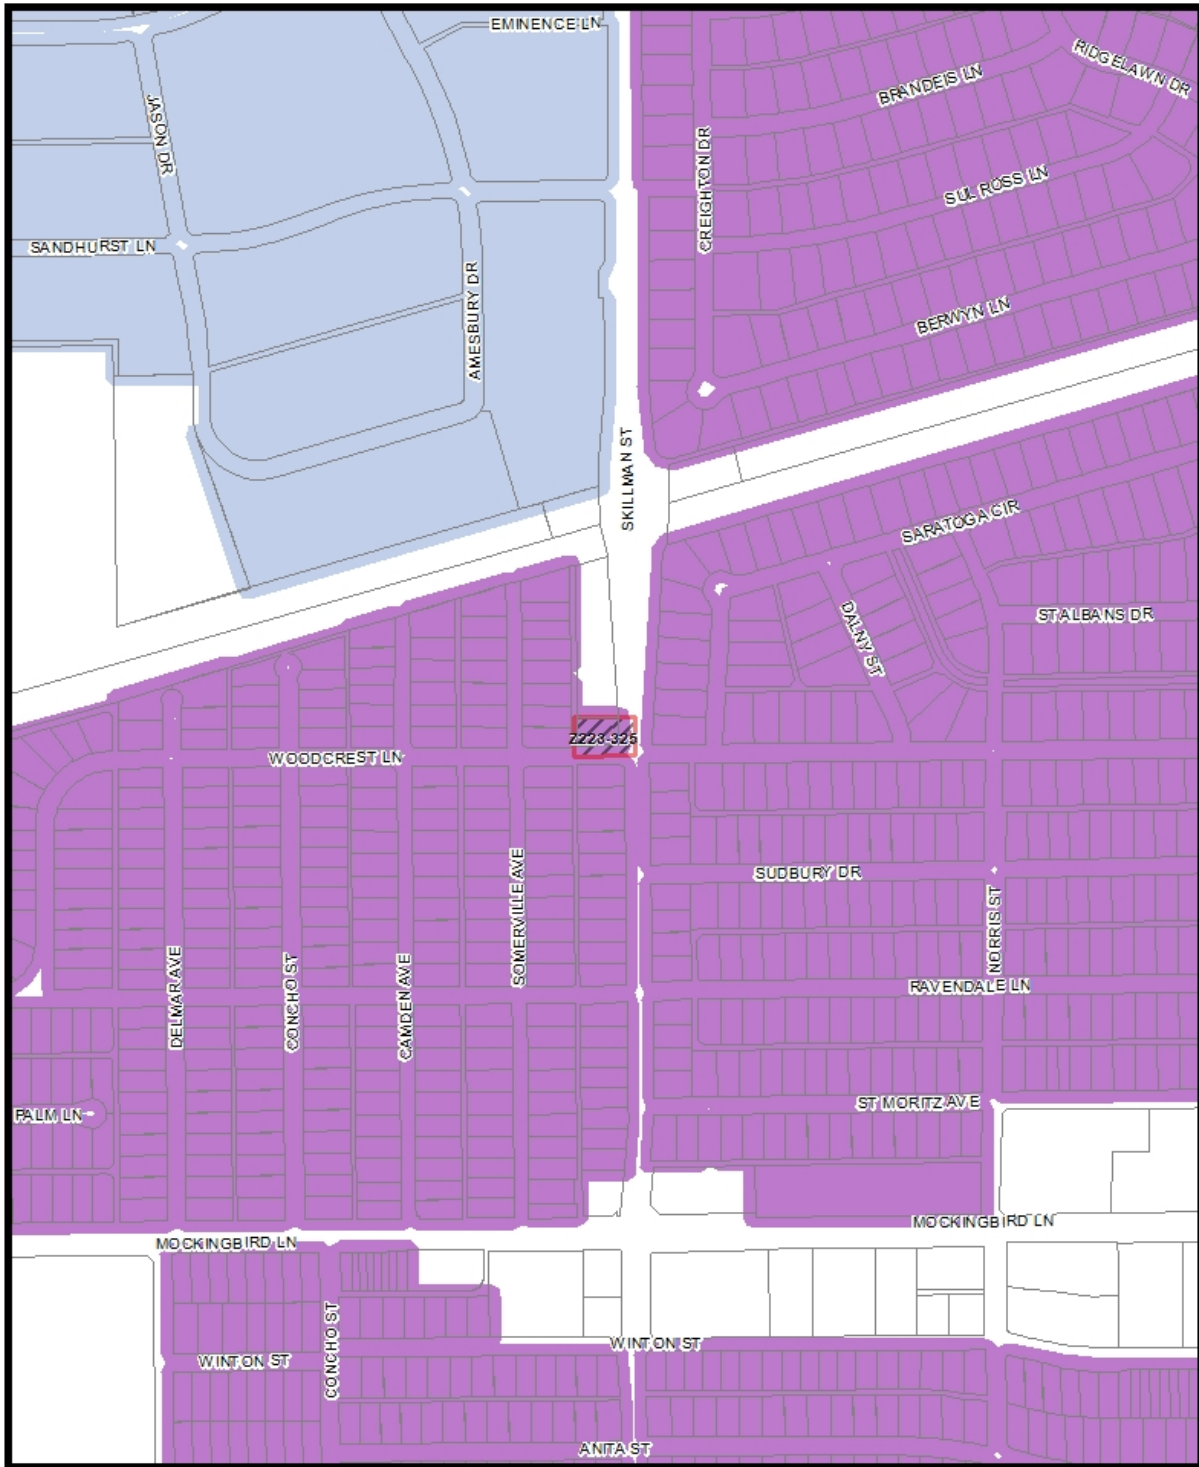 EMINENCE LN
RIDGELAWN DR
BRANDEIS LN
JASON DR
CREIGHTON DR
SUL ROSS LN
SANDHURST LN
AMESBURY DR
BERWYN LN
SKILLMAN ST
SARATOGA CIR
DALNY ST
ST ALBANS DR
Z223-325
WOODCREST LN
SUDBURY DR
SOMERVILLE AVE
NORRIS ST
DELMAR AVE
CONCHO ST
CAMDEN AVE
RAVENDALE LN
PALM LN
ST MORITZ AVE
MOCKINGBIRD LN
MOCKINGBIRD LN
CONCHO ST
WINTON ST
WINTON ST
ANITA ST